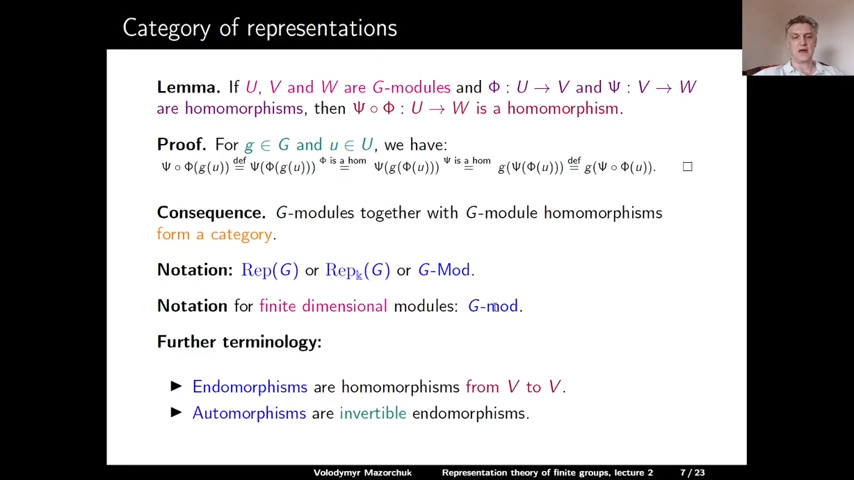 Category of representations
Lemma. If U, V and W are G-modules and Φ : U → V and Ψ : V → W
are homomorphisms, then Ψ ∘ Φ : U → W is a homomorphism.
Proof. For g ∈ G and u ∈ U, we have:
Ψ ∘ Φ(g(u)) def= Ψ(Φ(g(u))) Φ is a hom= Ψ(g(Φ(u))) Ψ is a hom= g(Ψ(Φ(u))) def= g(Ψ ∘ Φ(u)). □
Consequence. G-modules together with G-module homomorphisms
form a category.
Notation: Rep(G) or Rep𝕜(G) or G-Mod.
Notation for finite dimensional modules: G-mod.
Further terminology:
▶ Endomorphisms are homomorphisms from V to V.
▶ Automorphisms are invertible endomorphisms.
Volodymyr Mazorchuk Representation theory of finite groups, lecture 2 7 / 23